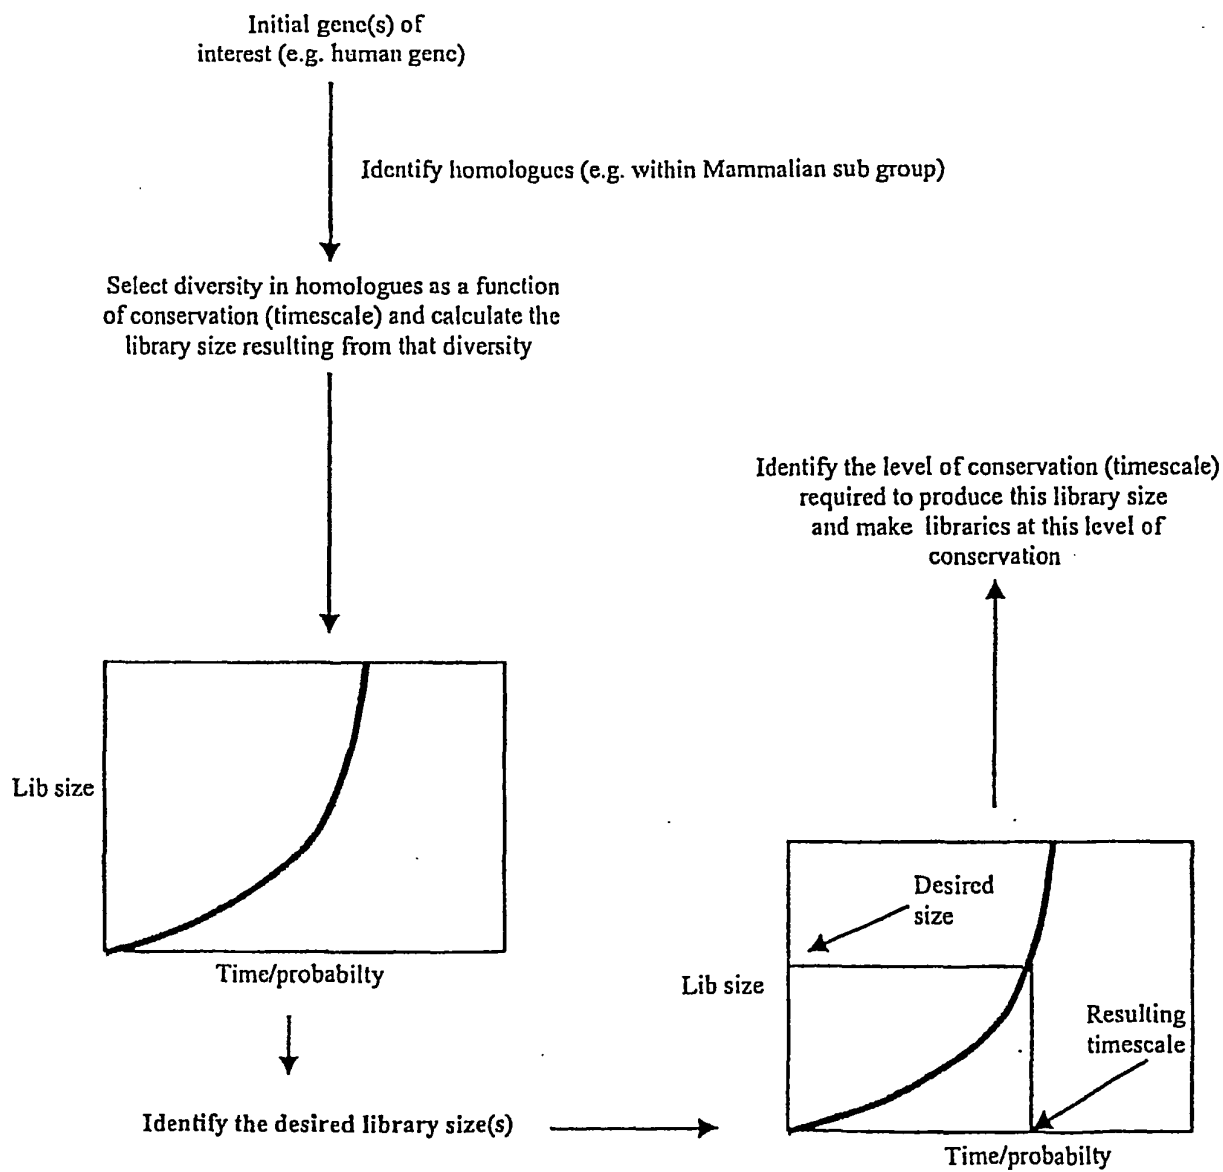 Initial gene(s) of
interest (e.g. human gene)
Identify homologues (e.g. within Mammalian sub group)
Select diversity in homologues as a function
of conservation (timescale) and calculate the
library size resulting from that diversity
Lib size
Time/probabilty
Identify the desired library size(s)
Desired
size
Lib size
Resulting
timescale
Time/probabilty
Identify the level of conservation (timescale)
required to produce this library size
and make libraries at this level of
conservation